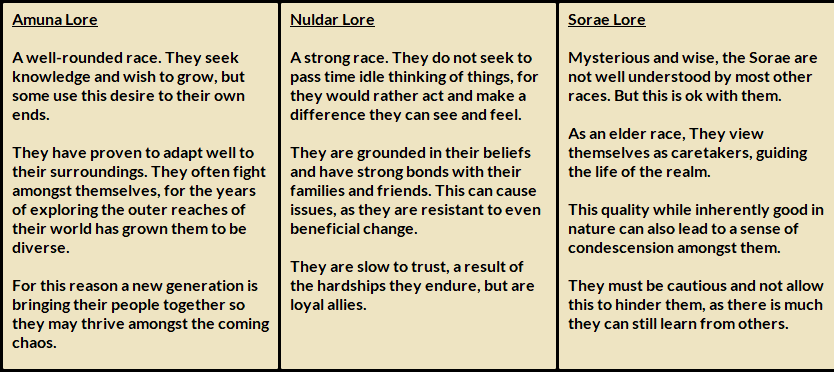 Amuna Lore
A well-rounded race. They seek
knowledge and wish to grow, but
some use this desire to their own
ends.
They have proven to adapt well to
their surroundings. They often fight
amongst themselves, for the years
of exploring the outer reaches of
their world has grown them to be
diverse.
For this reason a new generation is
bringing their people together so
they may thrive amongst the coming
chaos.
Nuldar Lore
A strong race. They do not seek to
pass time idle thinking of things, for
they would rather act and make a
difference they can see and feel.
They are grounded in their beliefs
and have strong bonds with their
families and friends. This can cause
issues, as they are resistant to even
beneficial change.
They are slow to trust, a result of
the hardships they endure, but are
loyal allies.
Sorae Lore
Mysterious and wise, the Sorae are
not well understood by most other
races. But this is ok with them.
As an elder race, They view
themselves as caretakers, guiding
the life of the realm.
This quality while inherently good in
nature can also lead to a sense of
condescension amongst them.
They must be cautious and not allow
this to hinder them, as there is much
they can still learn from others.